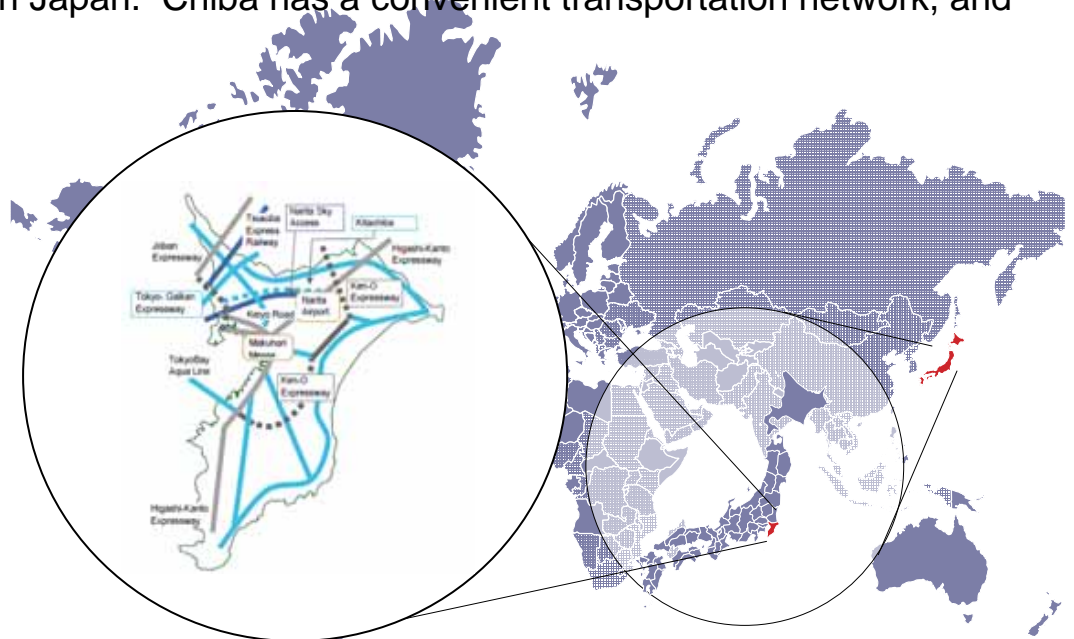 n Japan. Chiba has a convenient transportation network, and
Narita Sky
Access
Tsukuba
Express
Railway
Kitachiba
Joban
Expressway
Higashi-Kanto
Expressway
Ken-O
Expressway
Tokyo- Gaikan
Expressway
Narita
Airport
Keiyo Road
Makuhari
Messe
TokyoBay
Aqua Line
Ken-O
Expressway
Higashi-Kanto
Expressway